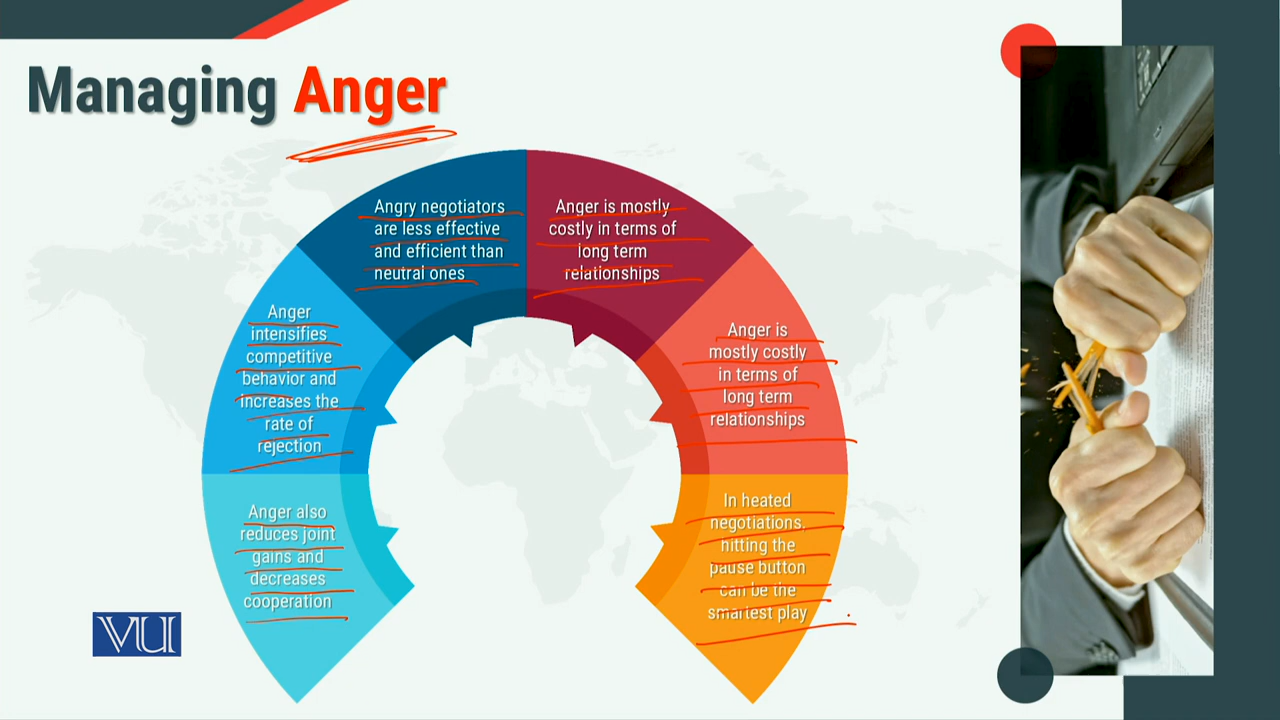 Managing Anger
Angry negotiators
are less effective
and efficient than
neutral ones
Anger is mostly
costly in terms of
long term
relationships
Anger
intensifies
competitive
behavior and
increases the
rate of
rejection
Anger is
mostly costly
in terms of
long term
relationships
Anger also
reduces joint
gains and
decreases
cooperation
In heated
negotiations,
hitting the
pause button
can be the
smartest play
VU